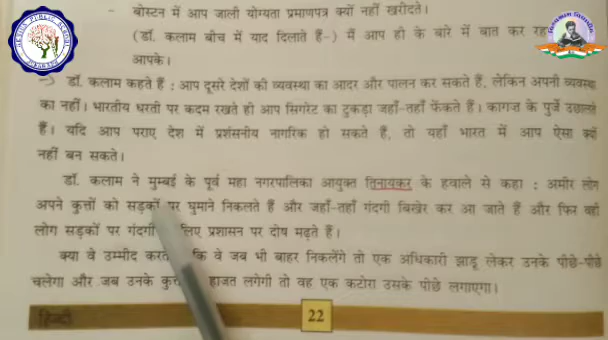 - बोस्टन में आप जाली योग्यता प्रमाणपत्र क्यों नहीं खरीदते।
(डॉ. कलाम बीच में याद दिलाते हैं-) मैं आप ही के बारे में बात कर रह
आपके।
डॉ. कलाम कहते हैं : आप दूसरे देशों की व्यवस्था का आदर और पालन कर सकते हैं, लेकिन अपनी व्यवस्था
का नहीं। भारतीय धरती पर कदम रखते ही आप सिगरेट का टुकड़ा जहाँ-तहाँ फेंकते हैं। कागज के पुर्जे उछालते
हैं। यदि आप पराए देश में प्रशंसनीय नागरिक हो सकते हैं, तो यहाँ भारत में आप ऐसा क्यों
नहीं बन सकते।
डॉ. कलाम ने मुम्बई के पूर्व महा नगरपालिका आयुक्त तिनायकर के हवाले से कहा : अमीर लोग
अपने कुत्तों को सड़कों पर घुमाने निकलते हैं और जहाँ-तहाँ गंदगी बिखेर कर आ जाते हैं और फिर वही
लोग सड़कों पर गंदगी लिए प्रशासन पर दोष मढ़ते हैं।
क्या वे उम्मीद करते कि वे जब भी बाहर निकलेंगे तो एक अधिकारी झाडू लेकर उनके पीछे-पीछे
चलेगा और जब उनके कुत्ते हाजत लगेगी तो वह एक कटोरा उसके पीछे लगाएगा।
हिन्दी
22